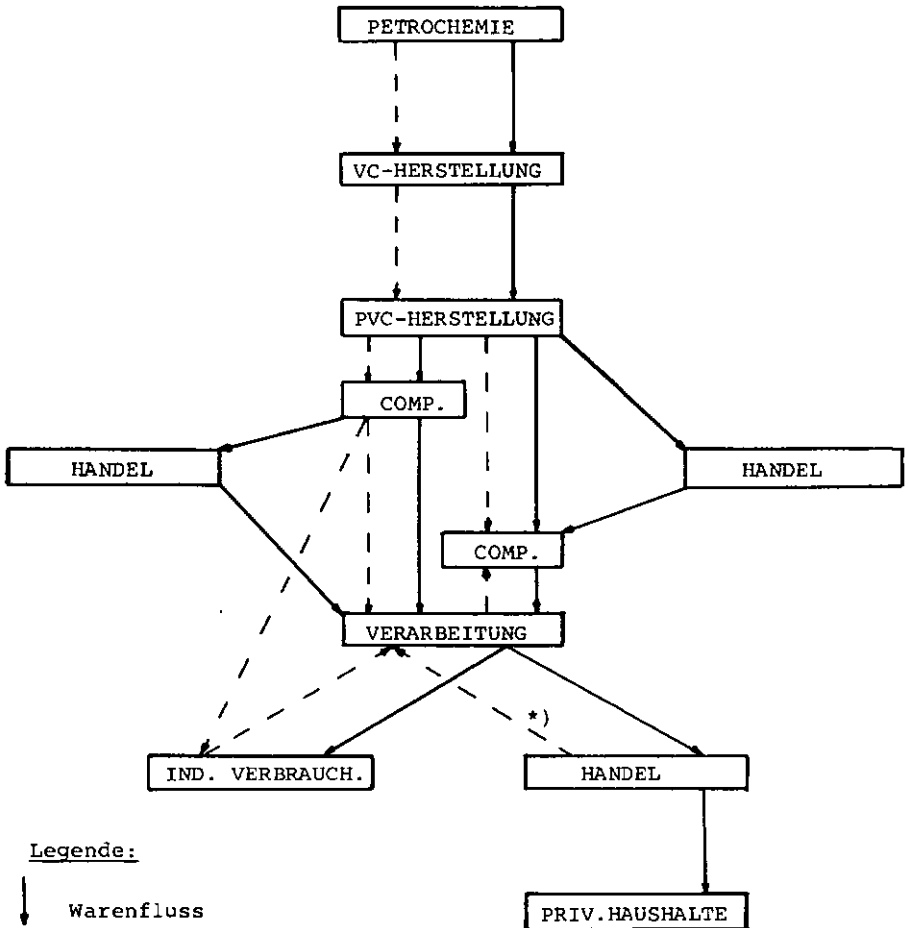 PETROCHEMIE
VC-HERSTELLUNG
PVC-HERSTELLUNG
COMP.
HANDEL
HANDEL
COMP.
VERARBEITUNG
*)
IND. VERBRAUCH.
HANDEL
Legende:
Warenfluss
PRIV.HAUSHALTE